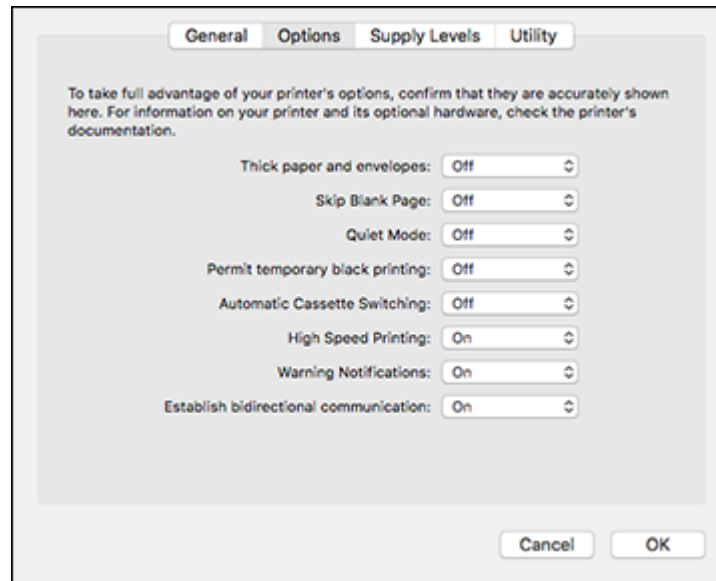 General Options Supply Levels Utility
To take full advantage of your printer's options, confirm that they are accurately shown
here. For information on your printer and its optional hardware, check the printer's
documentation.
Thick paper and envelopes: Off
Skip Blank Page: Off
Quiet Mode: Off
Permit temporary black printing: Off
Automatic Cassette Switching: Off
High Speed Printing: On
Warning Notifications: On
Establish bidirectional communication: On
Cancel OK